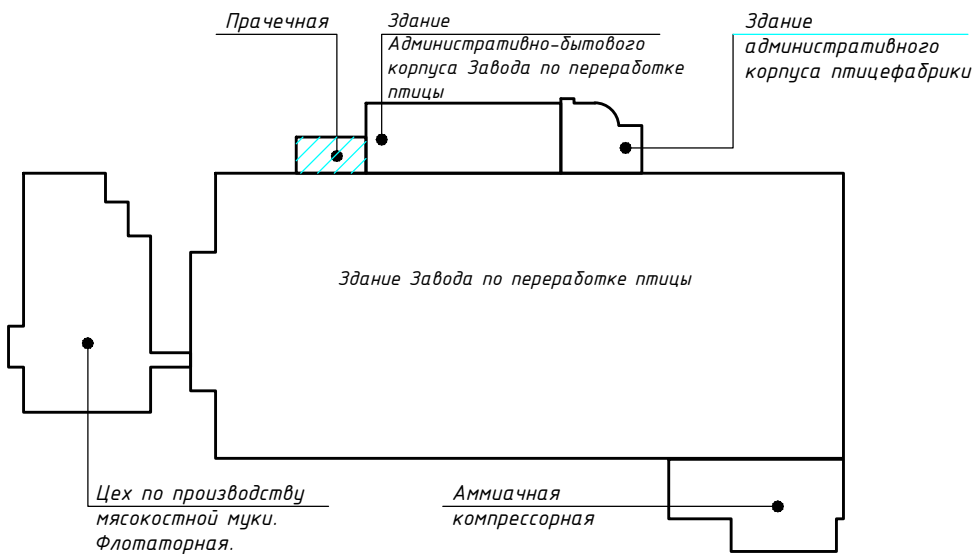 Прачечная
Здание
Административно-бытового
корпуса Завода по переработке
птицы
Здание
административного
корпуса птицефабрики
Здание Завода по переработке птицы
Цех по производству
мясокостной муки.
Флотаторная.
Аммиачная
компрессорная